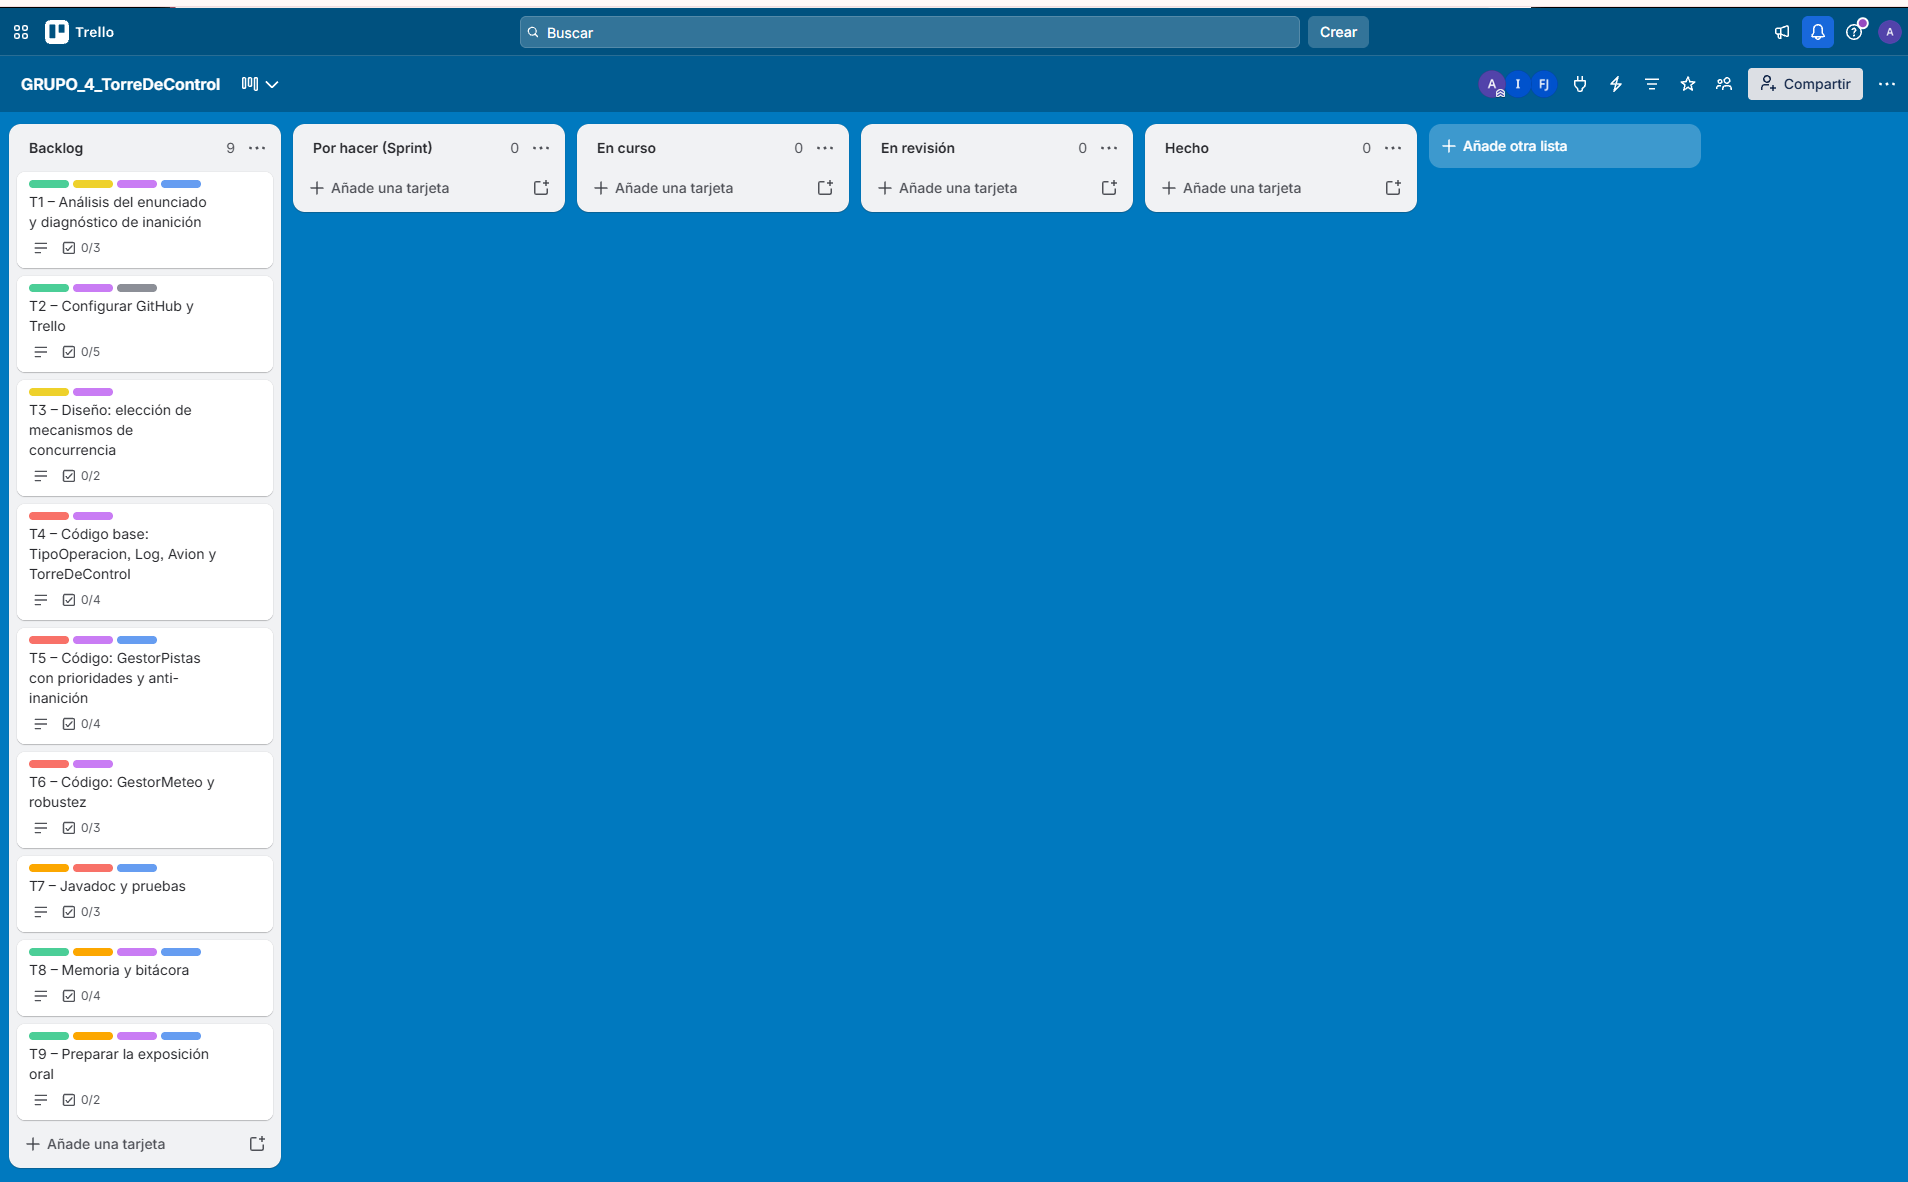 Trello
Buscar
Crear
A
GRUPO_4_TorreDeControl
A
I
FJ
Compartir
Backlog
9
T1 – Análisis del enunciado
y diagnóstico de inanición
0/3
T2 – Configurar GitHub y
Trello
0/5
T3 – Diseño: elección de
mecanismos de
concurrencia
0/2
T4 – Código base:
TipoOperacion, Log, Avion y
TorreDeControl
0/4
T5 – Código: GestorPistas
con prioridades y anti-
inanición
0/4
T6 – Código: GestorMeteo y
robustez
0/3
T7 – Javadoc y pruebas
0/3
T8 – Memoria y bitácora
0/4
T9 – Preparar la exposición
oral
0/2
Añade una tarjeta
Por hacer (Sprint)
0
Añade una tarjeta
En curso
0
Añade una tarjeta
En revisión
0
Añade una tarjeta
Hecho
0
Añade una tarjeta
Añade otra lista